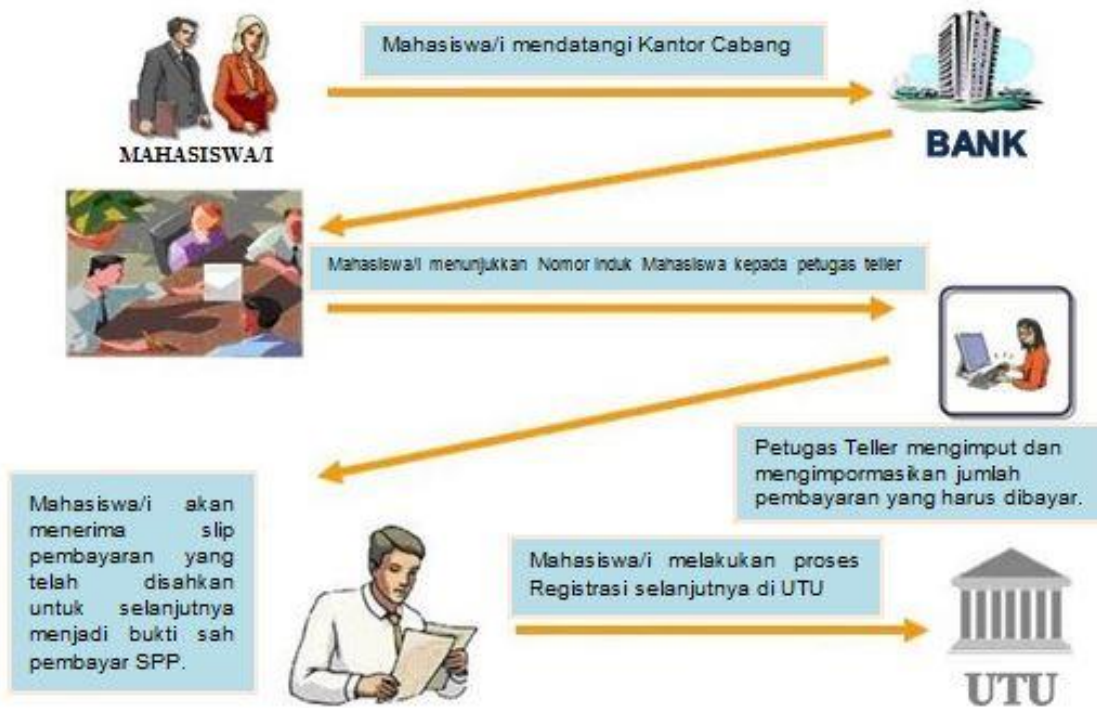 Mahasiswa/i mendatangi Kantor Cabang
MAHASISWA/I
BANK
Mahasiswa/i menunjukkan Nomor Induk Mahasiswa kepada petugas teller
Petugas Teller mengimput dan
mengimpormasikan jumlah
pembayaran yang harus dibayar.
Mahasiswa/i akan
menerima slip
pembayaran yang
telah disahkan
untuk selanjutnya
menjadi bukti sah
pembayar SPP.
Mahasiswa/i melakukan proses
Registrasi selanjutnya di UTU
UTU